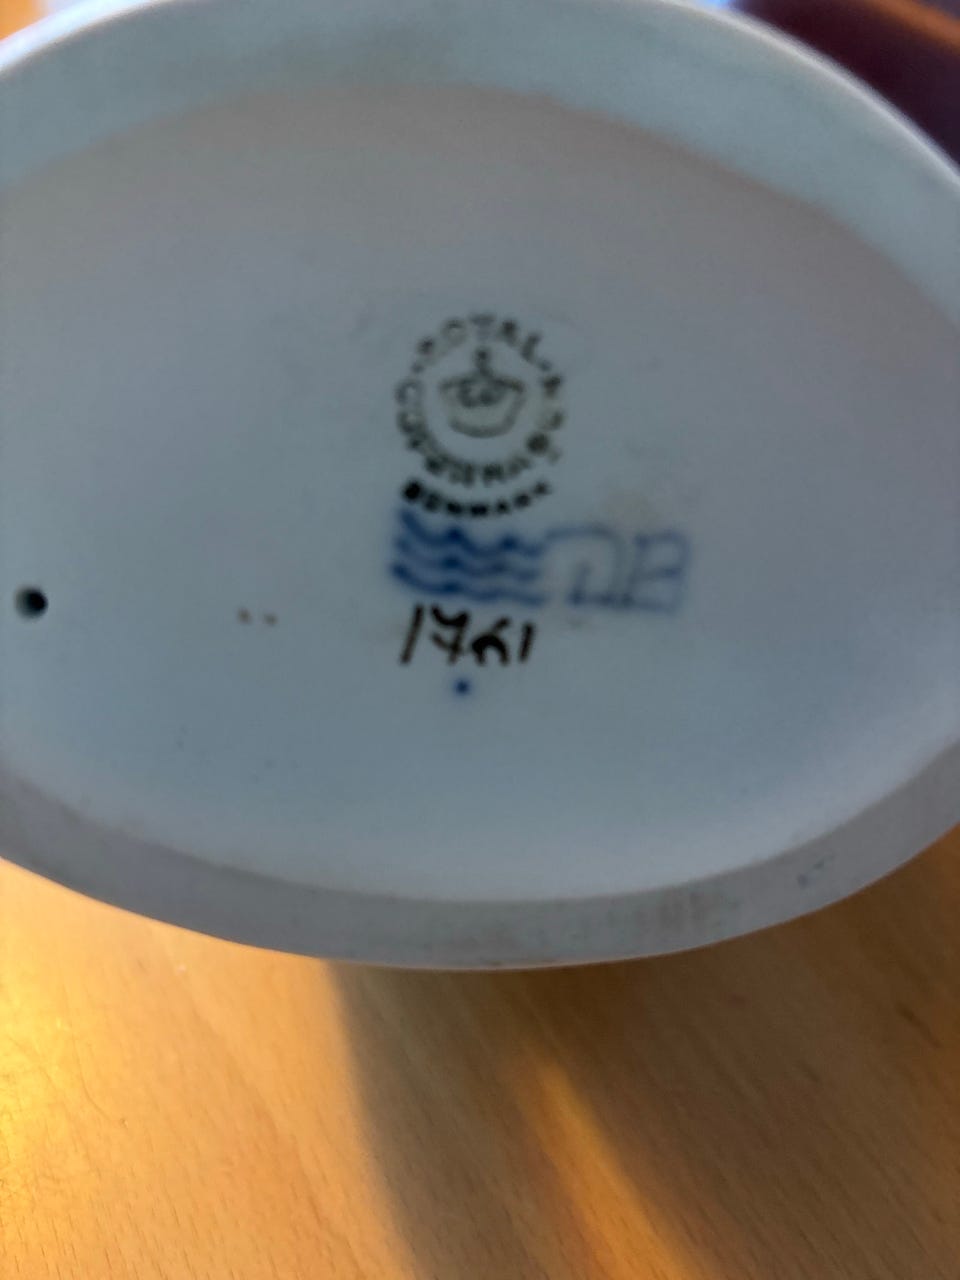 ROYAL
COPENHAGEN
DENMARK
1761